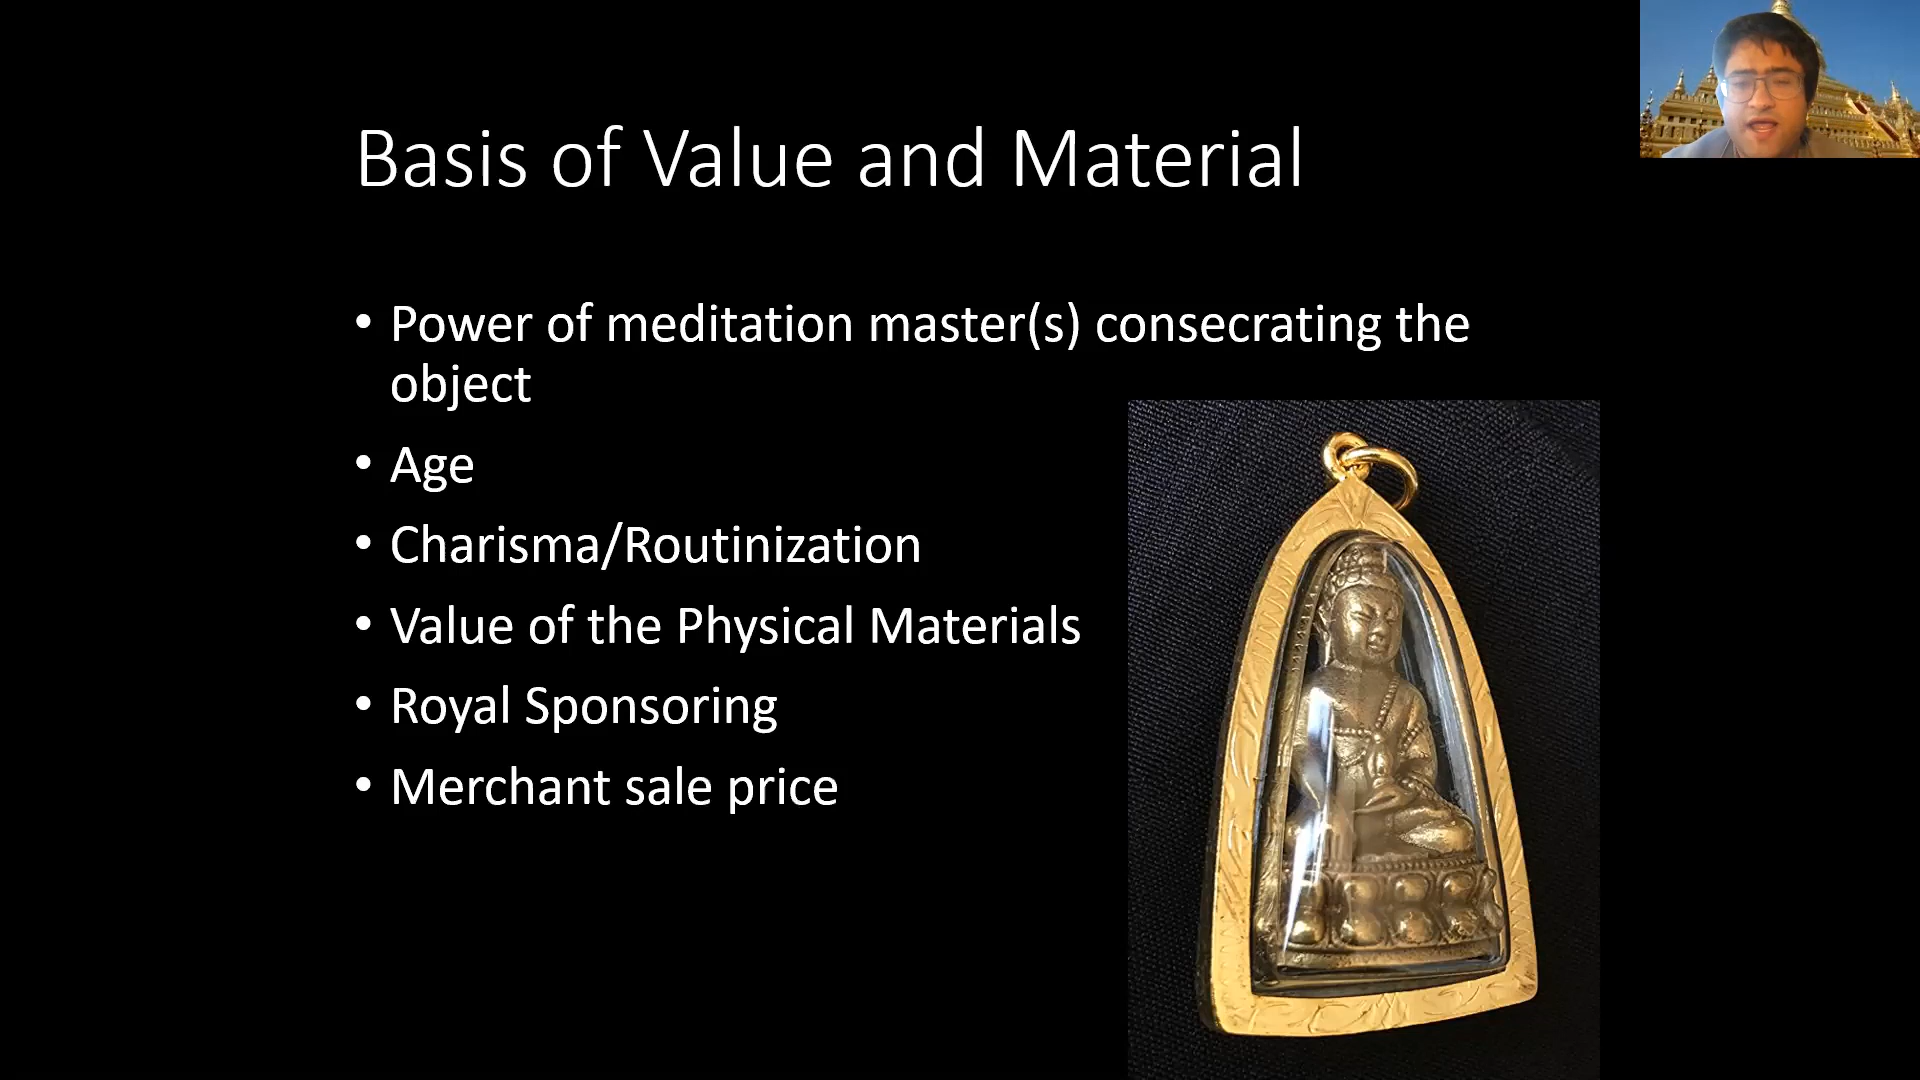 Basis of Value and Material
• Power of meditation master(s) consecrating the
object
• Age
• Charisma/Routinization
• Value of the Physical Materials
• Royal Sponsoring
• Merchant sale price